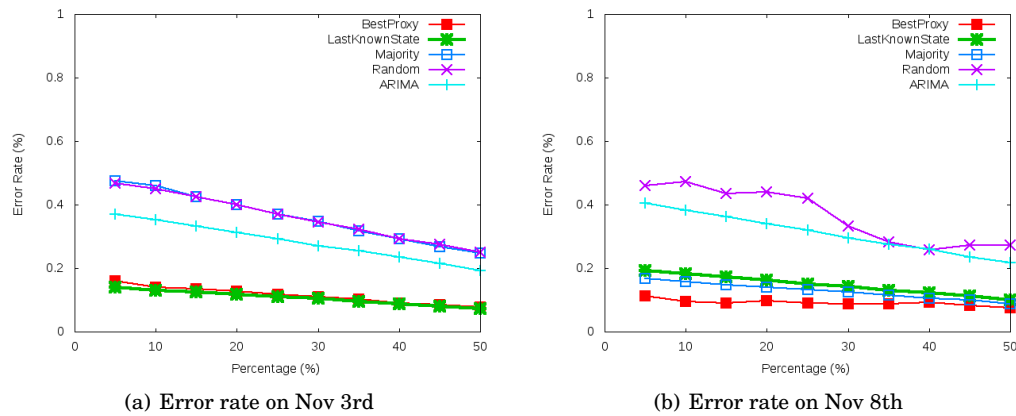 BestProxy
LastKnownState
Majority
Random
ARIMA
1
0.8
0.6
0.4
0.2
0
Error Rate (%)
10
20
30
40
50
Percentage (%)
(a) Error rate on Nov 3rd
BestProxy
LastKnownState
Majority
Random
ARIMA
1
0.8
0.6
0.4
0.2
0
Error Rate (%)
10
20
30
40
50
Percentage (%)
(b) Error rate on Nov 8th